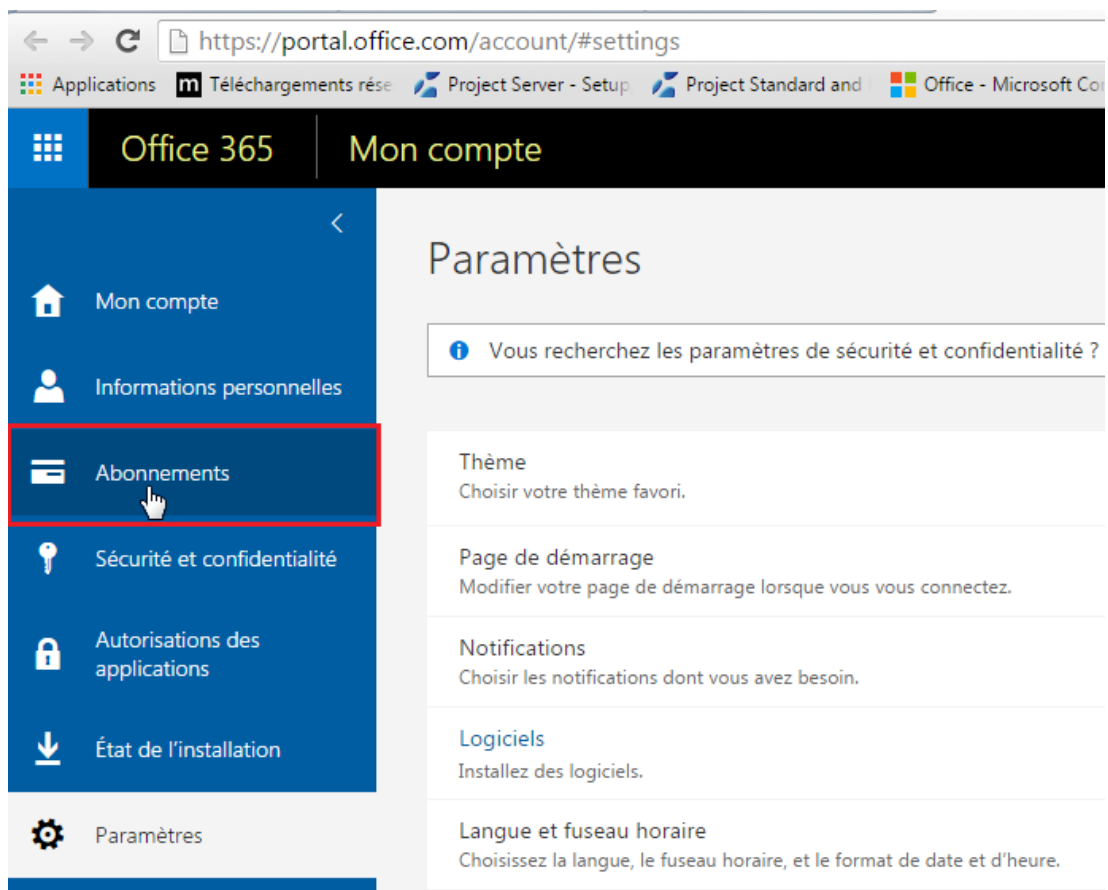 https://portal.office.com/account/#settings
Applications
m Téléchargements rése
Project Server - Setup
Project Standard and
Office - Microsoft Co
Office 365
Mon compte
Mon compte
Informations personnelles
Abonnements
Sécurité et confidentialité
Autorisations des
applications
État de l'installation
Paramètres
Paramètres
Vous recherchez les paramètres de sécurité et confidentialité ?
Thème
Choisir votre thème favori.
Page de démarrage
Modifier votre page de démarrage lorsque vous vous connectez.
Notifications
Choisir les notifications dont vous avez besoin.
Logiciels
Installez des logiciels.
Langue et fuseau horaire
Choisissez la langue, le fuseau horaire, et le format de date et d'heure.